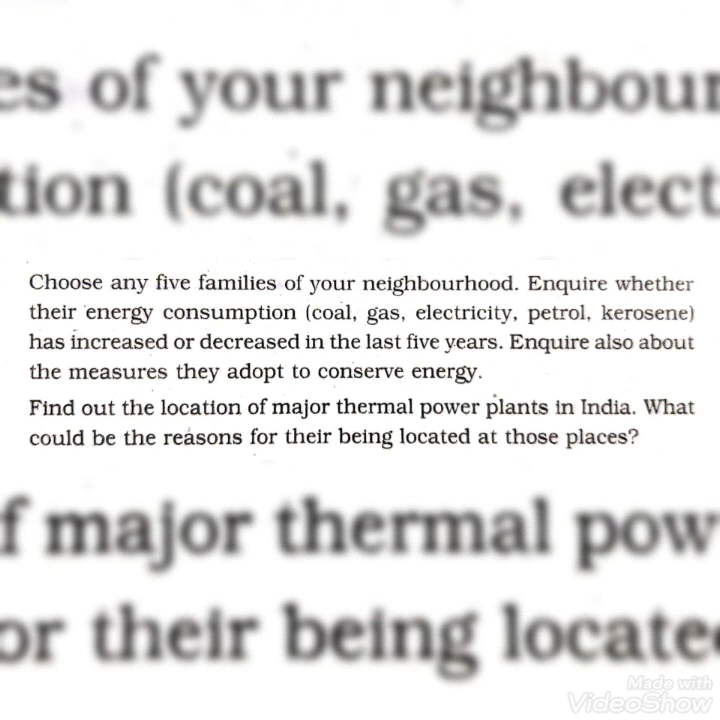 es of your neighbour
tion (coal, gas, elect
Choose any five families of your neighbourhood. Enquire whether
their energy consumption (coal, gas, electricity, petrol, kerosene)
has increased or decreased in the last five years. Enquire also about
the measures they adopt to conserve energy.
Find out the location of major thermal power plants in India. What
could be the reasons for their being located at those places?
f major thermal pow
or their being locate
Made with
VideoShow